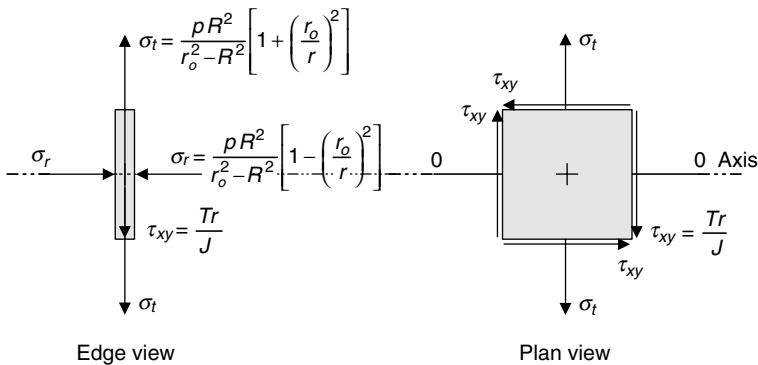 σt = pR²/(ro² − R²) [1 + (ro/r)²]
σr
σr = pR²/(ro² − R²) [1 − (ro/r)²]
τxy = Tr/J
σt
Edge view
σt
τxy
τxy
0
0 Axis
τxy = Tr/J
τxy
σt
Plan view